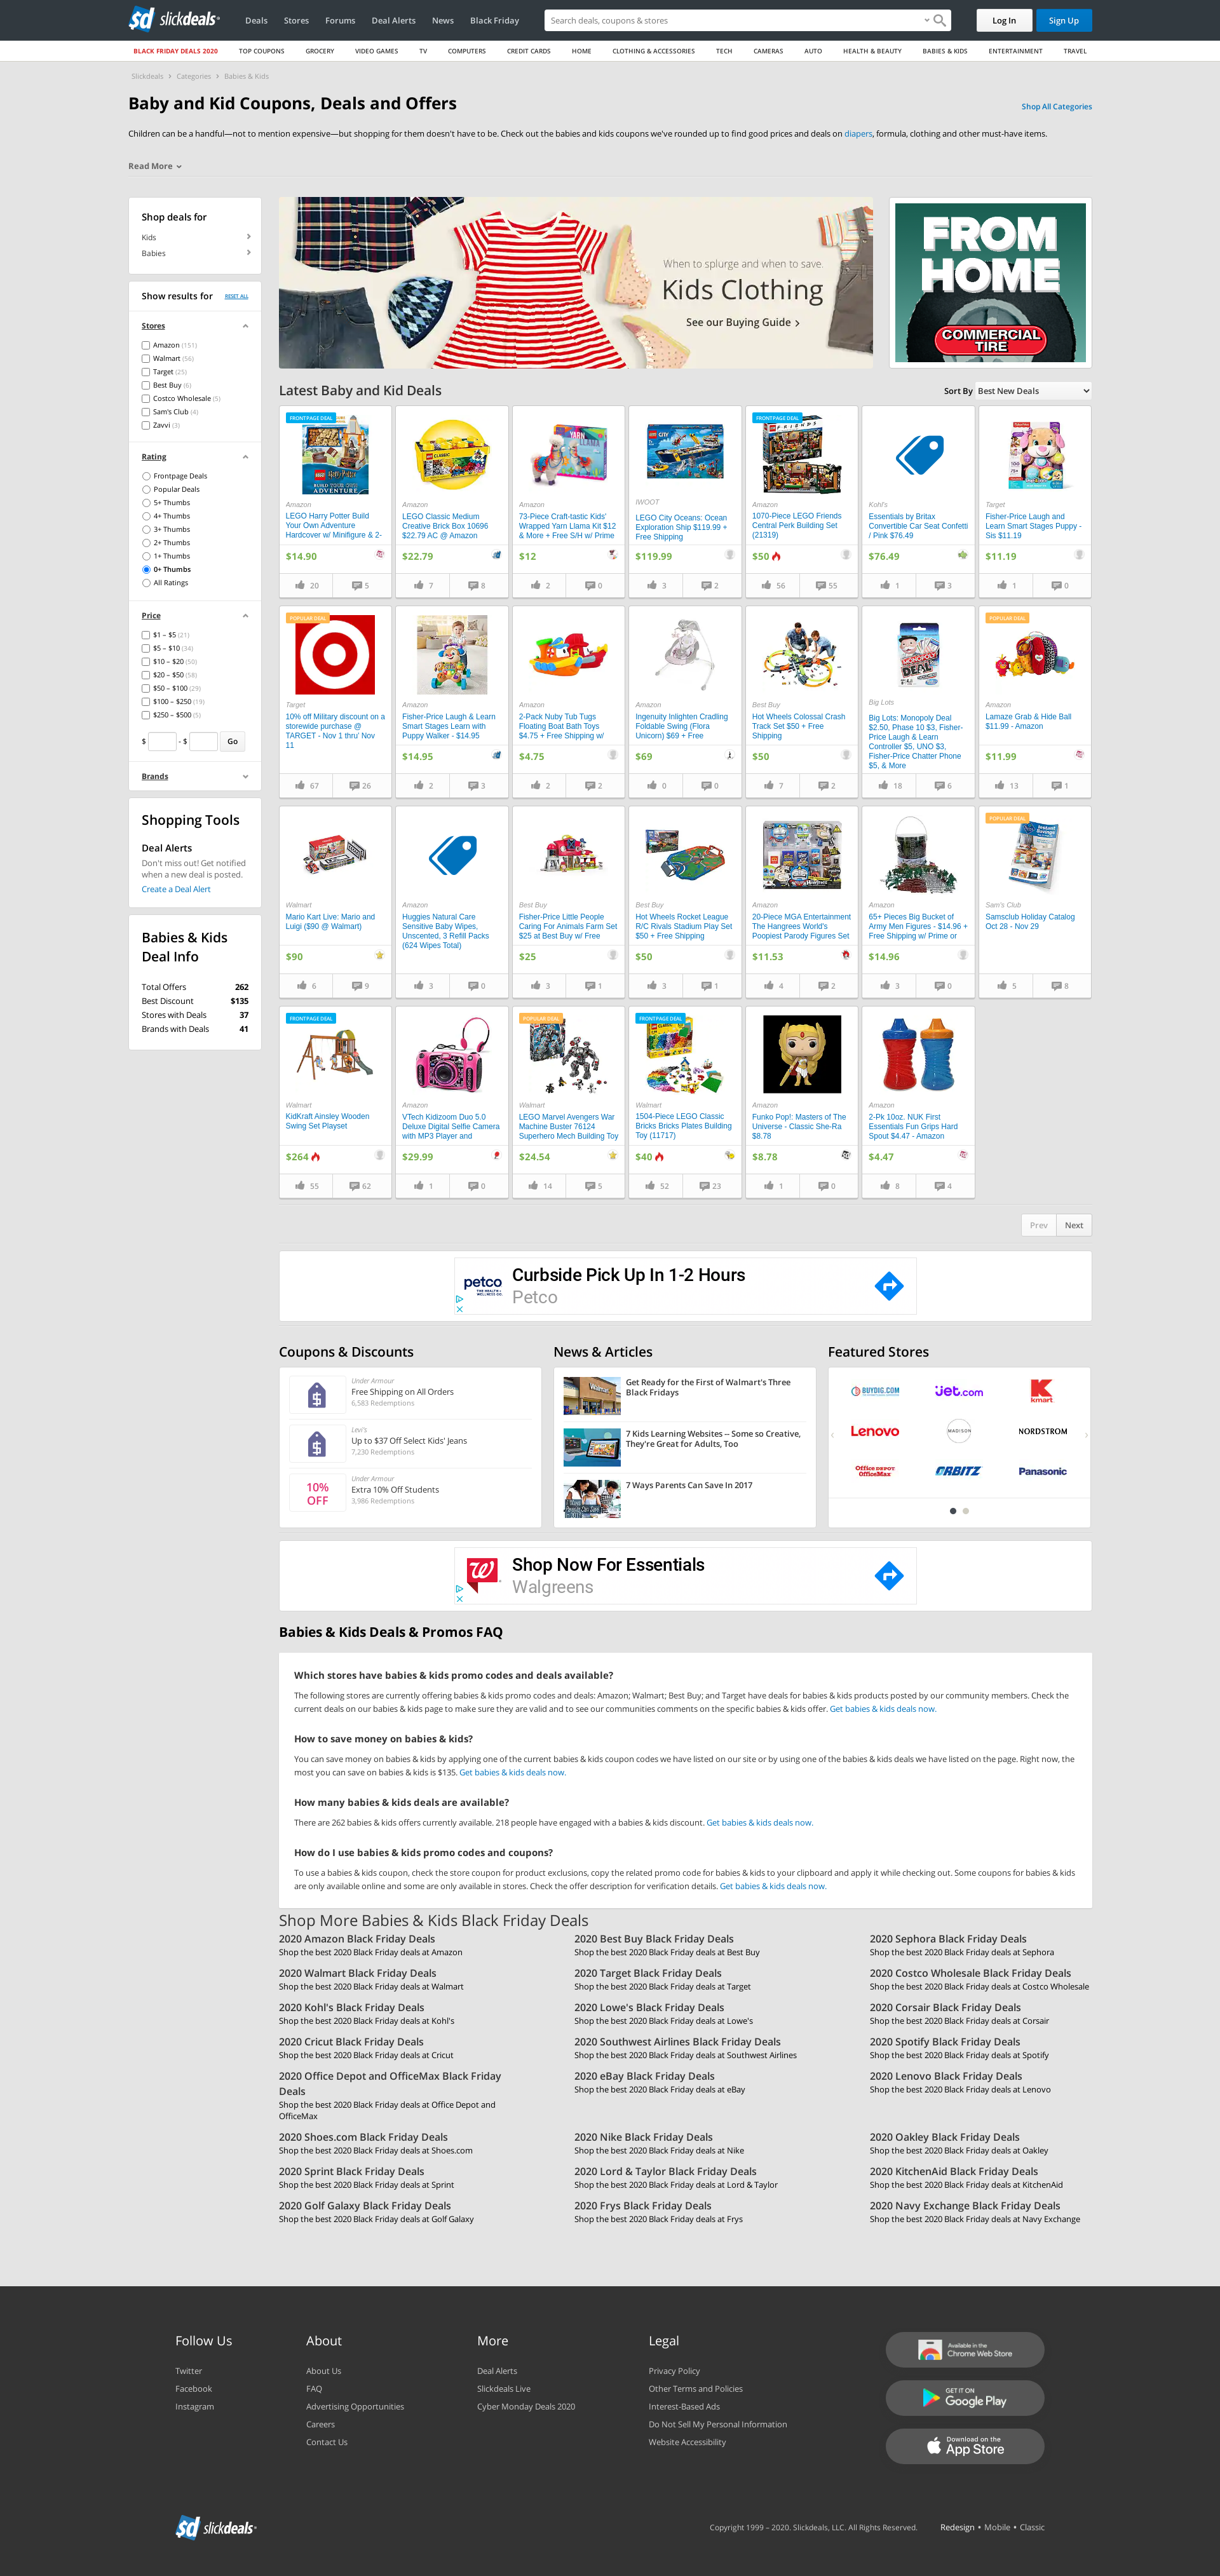 slickdeals
Deals
Stores
Forums
Deal Alerts
News
Black Friday
Search deals, coupons & stores
Log In
Sign Up
BLACK FRIDAY DEALS 2020
TOP COUPONS
GROCERY
VIDEO GAMES
TV
COMPUTERS
CREDIT CARDS
HOME
CLOTHING & ACCESSORIES
TECH
CAMERAS
AUTO
HEALTH & BEAUTY
BABIES & KIDS
ENTERTAINMENT
TRAVEL
Slickdeals › Categories › Babies & Kids
Baby and Kid Coupons, Deals and Offers
Shop All Categories
Children can be a handful—not to mention expensive—but shopping for them doesn't have to be. Check out the babies and kids coupons we've rounded up to find good prices and deals on diapers, formula, clothing and other must-have items.
Read More
Shop deals for
Kids
Babies
Show results for
RESET ALL
Stores
Amazon (151)
Walmart (56)
Target (25)
Best Buy (6)
Costco Wholesale (5)
Sam's Club (4)
Zavvi (3)
Rating
Frontpage Deals
Popular Deals
5+ Thumbs
4+ Thumbs
3+ Thumbs
2+ Thumbs
1+ Thumbs
0+ Thumbs
All Ratings
Price
$1 – $5 (21)
$5 – $10 (34)
$10 – $20 (50)
$20 – $50 (58)
$50 – $100 (29)
$100 – $250 (19)
$250 – $500 (5)
$ - $ Go
Brands
Shopping Tools
Deal Alerts
Don't miss out! Get notified
when a new deal is posted.
Create a Deal Alert
Babies & Kids
Deal Info
Total Offers 262
Best Discount $135
Stores with Deals 37
Brands with Deals 41
When to splurge and when to save.
Kids Clothing
See our Buying Guide
FROM
HOME
COMMERCIAL
TIRE
Latest Baby and Kid Deals
Sort By Best New Deals
FRONTPAGE DEAL
Amazon
LEGO Harry Potter Build
Your Own Adventure
Hardcover w/ Minifigure & 2-
$14.90
20 5
Amazon
LEGO Classic Medium
Creative Brick Box 10696
$22.79 AC @ Amazon
$22.79
7 8
Amazon
73-Piece Craft-tastic Kids'
Wrapped Yarn Llama Kit $12
& More + Free S/H w/ Prime
$12
2 0
IWOOT
LEGO City Oceans: Ocean
Exploration Ship $119.99 +
Free Shipping
$119.99
3 2
FRONTPAGE DEAL
Amazon
1070-Piece LEGO Friends
Central Perk Building Set
(21319)
$50
56 55
Kohl's
Essentials by Britax
Convertible Car Seat Confetti
/ Pink $76.49
$76.49
1 3
Target
Fisher-Price Laugh and
Learn Smart Stages Puppy -
Sis $11.19
$11.19
1 0
POPULAR DEAL
Target
10% off Military discount on a
storewide purchase @
TARGET - Nov 1 thru' Nov
11
67 26
Amazon
Fisher-Price Laugh & Learn
Smart Stages Learn with
Puppy Walker - $14.95
$14.95
2 3
Amazon
2-Pack Nuby Tub Tugs
Floating Boat Bath Toys
$4.75 + Free Shipping w/
$4.75
2 2
Amazon
Ingenuity Inlighten Cradling
Foldable Swing (Flora
Unicorn) $69 + Free
$69
0 0
Best Buy
Hot Wheels Colossal Crash
Track Set $50 + Free
Shipping
$50
7 2
Big Lots
Big Lots: Monopoly Deal
$2.50, Phase 10 $3, Fisher-
Price Laugh & Learn
Controller $5, UNO $3,
Fisher-Price Chatter Phone
$5, & More
18 6
POPULAR DEAL
Amazon
Lamaze Grab & Hide Ball
$11.99 - Amazon
$11.99
13 1
Walmart
Mario Kart Live: Mario and
Luigi ($90 @ Walmart)
$90
6 9
Amazon
Huggies Natural Care
Sensitive Baby Wipes,
Unscented, 3 Refill Packs
(624 Wipes Total)
3 0
Best Buy
Fisher-Price Little People
Caring For Animals Farm Set
$25 at Best Buy w/ Free
$25
3 1
Best Buy
Hot Wheels Rocket League
R/C Rivals Stadium Play Set
$50 + Free Shipping
$50
3 1
Amazon
20-Piece MGA Entertainment
The Hangrees World's
Poopiest Parody Figures Set
$11.53
4 2
Amazon
65+ Pieces Big Bucket of
Army Men Figures - $14.96 +
Free Shipping w/ Prime or
$14.96
3 0
POPULAR DEAL
Sam's Club
Samsclub Holiday Catalog
Oct 28 - Nov 29
5 8
FRONTPAGE DEAL
Walmart
KidKraft Ainsley Wooden
Swing Set Playset
$264
55 62
Amazon
VTech Kidizoom Duo 5.0
Deluxe Digital Selfie Camera
with MP3 Player and
$29.99
1 0
POPULAR DEAL
Walmart
LEGO Marvel Avengers War
Machine Buster 76124
Superhero Mech Building Toy
$24.54
14 5
FRONTPAGE DEAL
Walmart
1504-Piece LEGO Classic
Bricks Bricks Plates Building
Toy (11717)
$40
52 23
Amazon
Funko Pop!: Masters of The
Universe - Classic She-Ra
$8.78
$8.78
1 0
Amazon
2-Pk 10oz. NUK First
Essentials Fun Grips Hard
Spout $4.47 - Amazon
$4.47
8 4
Prev
Next
petco
Curbside Pick Up In 1-2 Hours
Petco
Coupons & Discounts
Under Armour
Free Shipping on All Orders
6,583 Redemptions
Levi's
Up to $37 Off Select Kids' Jeans
7,230 Redemptions
10%
OFF
Under Armour
Extra 10% Off Students
3,986 Redemptions
News & Articles
Get Ready for the First of Walmart's Three
Black Fridays
7 Kids Learning Websites -- Some so Creative,
They're Great for Adults, Too
7 Ways Parents Can Save In 2017
Featured Stores
BUYDIG.COM
jet.com
kmart
Lenovo
MADISON
NORDSTROM
Office DEPOT
OfficeMax
ORBITZ
Panasonic
Shop Now For Essentials
Walgreens
Babies & Kids Deals & Promos FAQ
Which stores have babies & kids promo codes and deals available?
The following stores are currently offering babies & kids promo codes and deals: Amazon; Walmart; Best Buy; and Target have deals for babies & kids products posted by our community members. Check the
current deals on our babies & kids page to make sure they are valid and to see our communities comments on the specific babies & kids offer. Get babies & kids deals now.
How to save money on babies & kids?
You can save money on babies & kids by applying one of the current babies & kids coupon codes we have listed on our site or by using one of the babies & kids deals we have listed on the page. Right now, the
most you can save on babies & kids is $135. Get babies & kids deals now.
How many babies & kids deals are available?
There are 262 babies & kids offers currently available. 218 people have engaged with a babies & kids discount. Get babies & kids deals now.
How do I use babies & kids promo codes and coupons?
To use a babies & kids coupon, check the store coupon for product exclusions, copy the related promo code for babies & kids to your clipboard and apply it while checking out. Some coupons for babies & kids
are only available online and some are only available in stores. Check the offer description for verification details. Get babies & kids deals now.
Shop More Babies & Kids Black Friday Deals
2020 Amazon Black Friday Deals
Shop the best 2020 Black Friday deals at Amazon
2020 Best Buy Black Friday Deals
Shop the best 2020 Black Friday deals at Best Buy
2020 Sephora Black Friday Deals
Shop the best 2020 Black Friday deals at Sephora
2020 Walmart Black Friday Deals
Shop the best 2020 Black Friday deals at Walmart
2020 Target Black Friday Deals
Shop the best 2020 Black Friday deals at Target
2020 Costco Wholesale Black Friday Deals
Shop the best 2020 Black Friday deals at Costco Wholesale
2020 Kohl's Black Friday Deals
Shop the best 2020 Black Friday deals at Kohl's
2020 Lowe's Black Friday Deals
Shop the best 2020 Black Friday deals at Lowe's
2020 Corsair Black Friday Deals
Shop the best 2020 Black Friday deals at Corsair
2020 Cricut Black Friday Deals
Shop the best 2020 Black Friday deals at Cricut
2020 Southwest Airlines Black Friday Deals
Shop the best 2020 Black Friday deals at Southwest Airlines
2020 Spotify Black Friday Deals
Shop the best 2020 Black Friday deals at Spotify
2020 Office Depot and OfficeMax Black Friday
Deals
Shop the best 2020 Black Friday deals at Office Depot and
OfficeMax
2020 eBay Black Friday Deals
Shop the best 2020 Black Friday deals at eBay
2020 Lenovo Black Friday Deals
Shop the best 2020 Black Friday deals at Lenovo
2020 Shoes.com Black Friday Deals
Shop the best 2020 Black Friday deals at Shoes.com
2020 Nike Black Friday Deals
Shop the best 2020 Black Friday deals at Nike
2020 Oakley Black Friday Deals
Shop the best 2020 Black Friday deals at Oakley
2020 Sprint Black Friday Deals
Shop the best 2020 Black Friday deals at Sprint
2020 Lord & Taylor Black Friday Deals
Shop the best 2020 Black Friday deals at Lord & Taylor
2020 KitchenAid Black Friday Deals
Shop the best 2020 Black Friday deals at KitchenAid
2020 Golf Galaxy Black Friday Deals
Shop the best 2020 Black Friday deals at Golf Galaxy
2020 Frys Black Friday Deals
Shop the best 2020 Black Friday deals at Frys
2020 Navy Exchange Black Friday Deals
Shop the best 2020 Black Friday deals at Navy Exchange
Follow Us
Twitter
Facebook
Instagram
About
About Us
FAQ
Advertising Opportunities
Careers
Contact Us
More
Deal Alerts
Slickdeals Live
Cyber Monday Deals 2020
Legal
Privacy Policy
Other Terms and Policies
Interest-Based Ads
Do Not Sell My Personal Information
Website Accessibility
Available in the
Chrome Web Store
GET IT ON
Google Play
Download on the
App Store
slickdeals
Copyright 1999 – 2020. Slickdeals, LLC. All Rights Reserved.
Redesign • Mobile • Classic